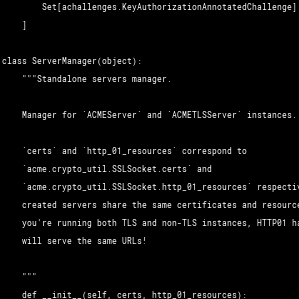 Set[achallenges.KeyAuthorizationAnnotatedChallenge]
]
class ServerManager(object):
"""Standalone servers manager.
Manager for `ACMEServer` and `ACMETLSServer` instances.
`certs` and `http_01_resources` correspond to
`acme.crypto_util.SSLSocket.certs` and
`acme.crypto_util.SSLSocket.http_01_resources` respectiv
created servers share the same certificates and resource
you're running both TLS and non-TLS instances, HTTP01 ha
will serve the same URLs!
"""
def __init__(self, certs, http_01_resources):